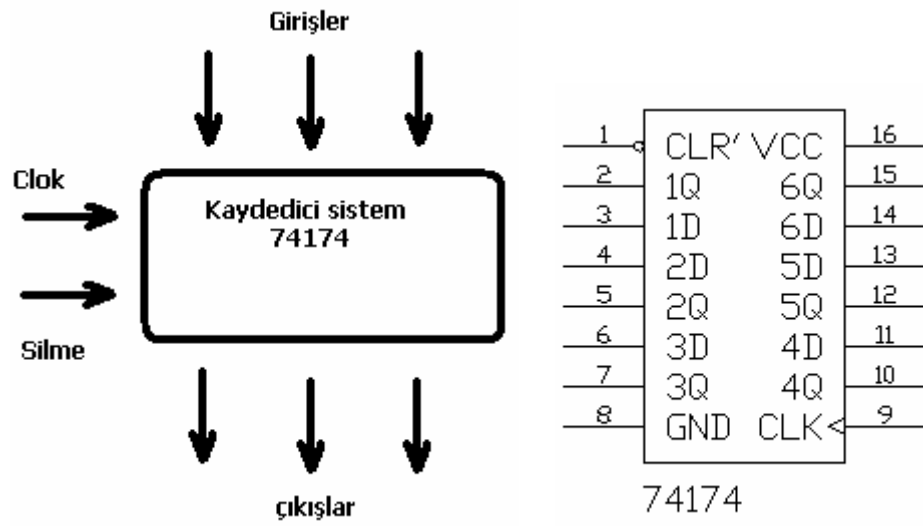 Girişler
Clok
Kaydedici sistem
74174
Silme
çıkışlar
1 CLR' VCC 16
2 1Q 6Q 15
3 1D 6D 14
4 2D 5D 13
5 2Q 5Q 12
6 3D 4D 11
7 3Q 4Q 10
8 GND CLK 9
74174